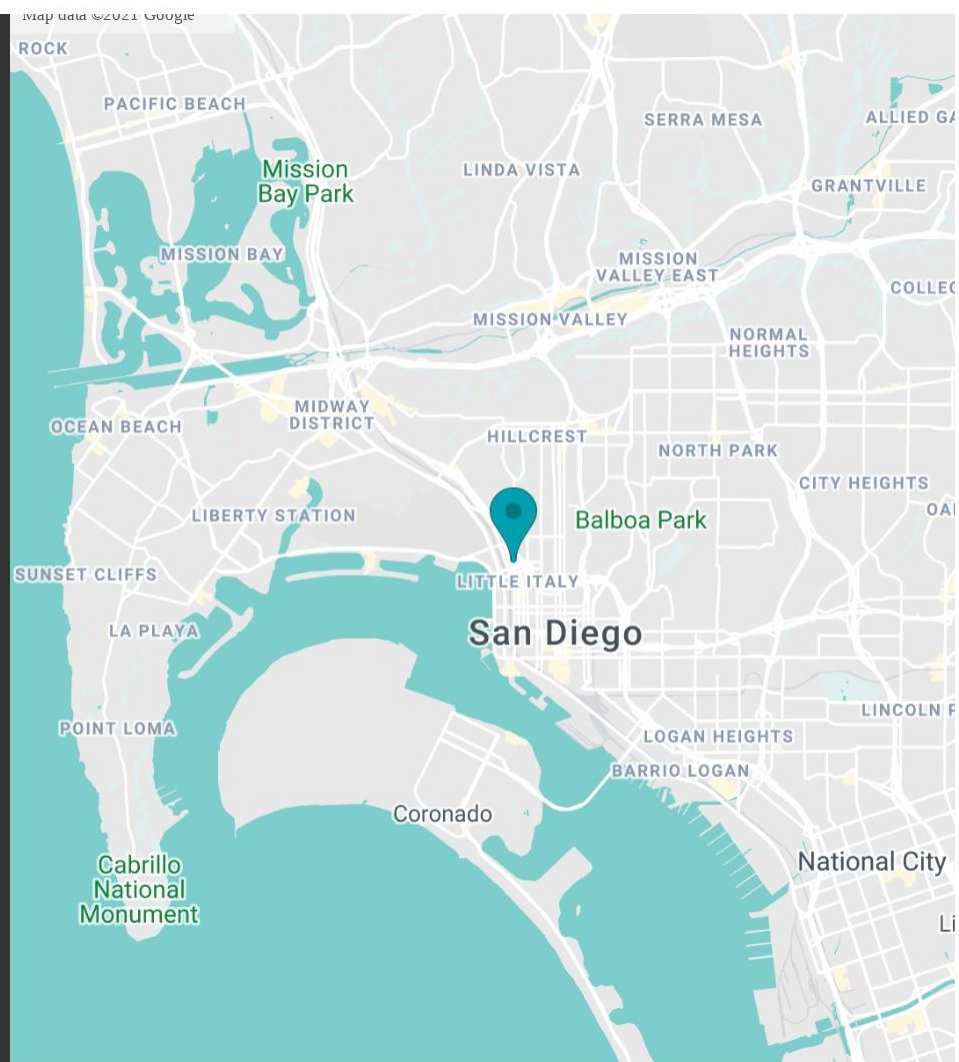 Map data ©2021 Google
ROCK
PACIFIC BEACH
SERRA MESA
ALLIED GA
Mission
Bay Park
LINDA VISTA
GRANTVILLE
MISSION BAY
MISSION
VALLEY EAST
COLLEC
MISSION VALLEY
NORMAL
HEIGHTS
MIDWAY
DISTRICT
OCEAN BEACH
HILLCREST
NORTH PARK
CITY HEIGHTS
LIBERTY STATION
Balboa Park
OA
SUNSET CLIFFS
LITTLE ITALY
LA PLAYA
San Diego
LINCOLN P
POINT LOMA
LOGAN HEIGHTS
BARRIO LOGAN
Coronado
National City
Cabrillo
National
Monument
Li